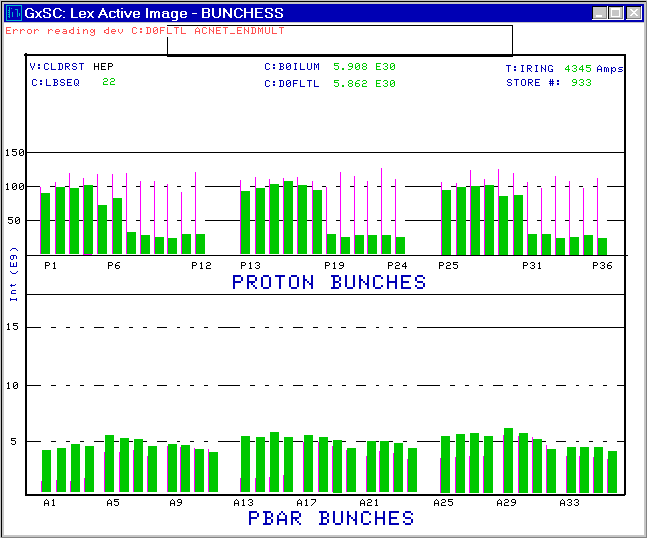 GxSC: Lex Active Image - BUNCHESS
Error reading dev C:D0FLTL ACNET_ENDMULT
V:CLDRST HEP C:B0ILUM 5.908 E30 T:IRING 4345 Amps
C:LBSEQ 22 C:D0FLTL 5.862 E30 STORE #: 933
150
100
50
P1 P6 P12 P13 P19 P24 P25 P31 P36
PROTON BUNCHES
Int (E9)
15
10
5
A1 A5 A9 A13 A17 A21 A25 A29 A33
PBAR BUNCHES